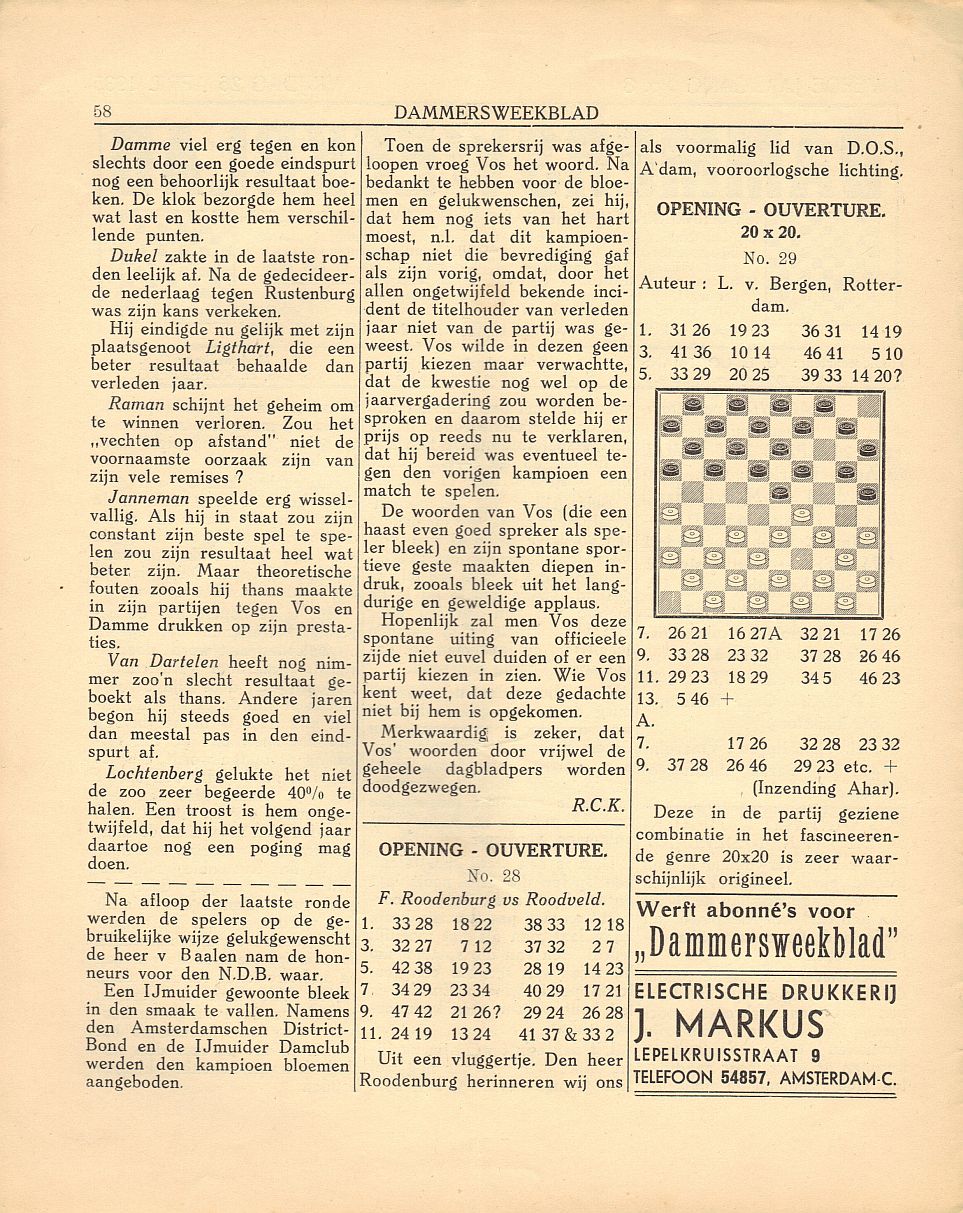 58
DAMMERSWEEKBLAD
Damme viel erg tegen en kon
slechts door een goede eindspurt
nog een behoorlijk resultaat boe-
ken. De klok bezorgde hem heel
wat last en kostte hem verschil-
lende punten.
Dukel zakte in de laatste ron-
den leelijk af. Na de gedecideer-
de nederlaag tegen Rustenburg
was zijn kans verkeken.
Hij eindigde nu gelijk met zijn
plaatsgenoot Ligthart, die een
beter resultaat behaalde dan
verleden jaar.
Raman schijnt het geheim om
te winnen verloren. Zou het
„vechten op afstand" niet de
voornaamste oorzaak zijn van
zijn vele remises ?
Janneman speelde erg wissel-
vallig. Als hij in staat zou zijn
constant zijn beste spel te spe-
len zou zijn resultaat heel wat
beter zijn. Maar theoretische
fouten zooals hij thans maakte
in zijn partijen tegen Vos en
Damme drukken op zijn presta-
ties.
Van Dartelen heeft nog nim-
mer zoo'n slecht resultaat ge-
boekt als thans. Andere jaren
begon hij steeds goed en viel
dan meestal pas in den eind-
spurt af.
Lochtenberg gelukte het niet
de zoo zeer begeerde 40% te
halen. Een troost is hem onge-
twijfeld, dat hij het volgend jaar
daartoe nog een poging mag
doen.
Na afloop der laatste ronde
werden de spelers op de ge-
bruikelijke wijze gelukgewenscht
de heer v Baalen nam de hon-
neurs voor den N.D.B. waar.
Een IJmuider gewoonte bleek
in den smaak te vallen. Namens
den Amsterdamschen District-
Bond en de IJmuider Damclub
werden den kampioen bloemen
aangeboden.
Toen de sprekersrij was afge-
loopen vroeg Vos het woord. Na
bedankt te hebben voor de bloe-
men en gelukwenschen, zei hij,
dat hem nog iets van het hart
moest, n.l. dat dit kampioen-
schap niet die bevrediging gaf
als zijn vorig, omdat, door het
allen ongetwijfeld bekende inci-
dent de titelhouder van verleden
jaar niet van de partij was ge-
weest. Vos wilde in dezen geen
partij kiezen maar verwachtte,
dat de kwestie nog wel op de
jaarvergadering zou worden be-
sproken en daarom stelde hij er
prijs op reeds nu te verklaren,
dat hij bereid was eventueel te-
gen den vorigen kampioen een
match te spelen.
De woorden van Vos (die een
haast even goed spreker als spe-
ler bleek) en zijn spontane spor-
tieve geste maakten diepen in-
druk, zooals bleek uit het lang-
durige en geweldige applaus.
Hopenlijk zal men Vos deze
spontane uiting van officieele
zijde niet euvel duiden of er een
partij kiezen in zien. Wie Vos
kent weet, dat deze gedachte
niet bij hem is opgekomen.
Merkwaardig is zeker, dat
Vos' woorden door vrijwel de
geheele dagbladpers worden
doodgezwegen.
R.C.K.
OPENING - OUVERTURE.
No. 28
F. Roodenburg vs Roodveld.
1. 33 28 18 22 38 33 12 18
3. 32 27 7 12 37 32 2 7
5. 42 38 19 23 28 19 14 23
7. 34 29 23 34 40 29 17 21
9. 47 42 21 26? 29 24 26 28
11. 24 19 13 24 41 37 & 33 2
Uit een vluggertje. Den heer
Roodenburg herinneren wij ons
als voormalig lid van D.O.S.,
A'dam, vooroorlogsche lichting.
OPENING - OUVERTURE.
20 x 20.
No. 29
Auteur : L. v. Bergen, Rotter-
dam.
1. 31 26 19 23 36 31 14 19
3. 41 36 10 14 46 41 5 10
5. 33 29 20 25 39 33 14 20?
7. 26 21 16 27A 32 21 17 26
9. 33 28 23 32 37 28 26 46
11. 29 23 18 29 34 5 46 23
13. 5 46 +
A.
7. 17 26 32 28 23 32
9. 37 28 26 46 29 23 etc. +
(Inzending Ahar).
Deze in de partij geziene
combinatie in het fascineeren-
de genre 20x20 is zeer waar-
schijnlijk origineel.
Werft abonné's voor
„Dammersweekblad"
ELECTRISCHE DRUKKERIJ
J. MARKUS
LEPELKRUISSTRAAT 9
TELEFOON 54857, AMSTERDAM-C.